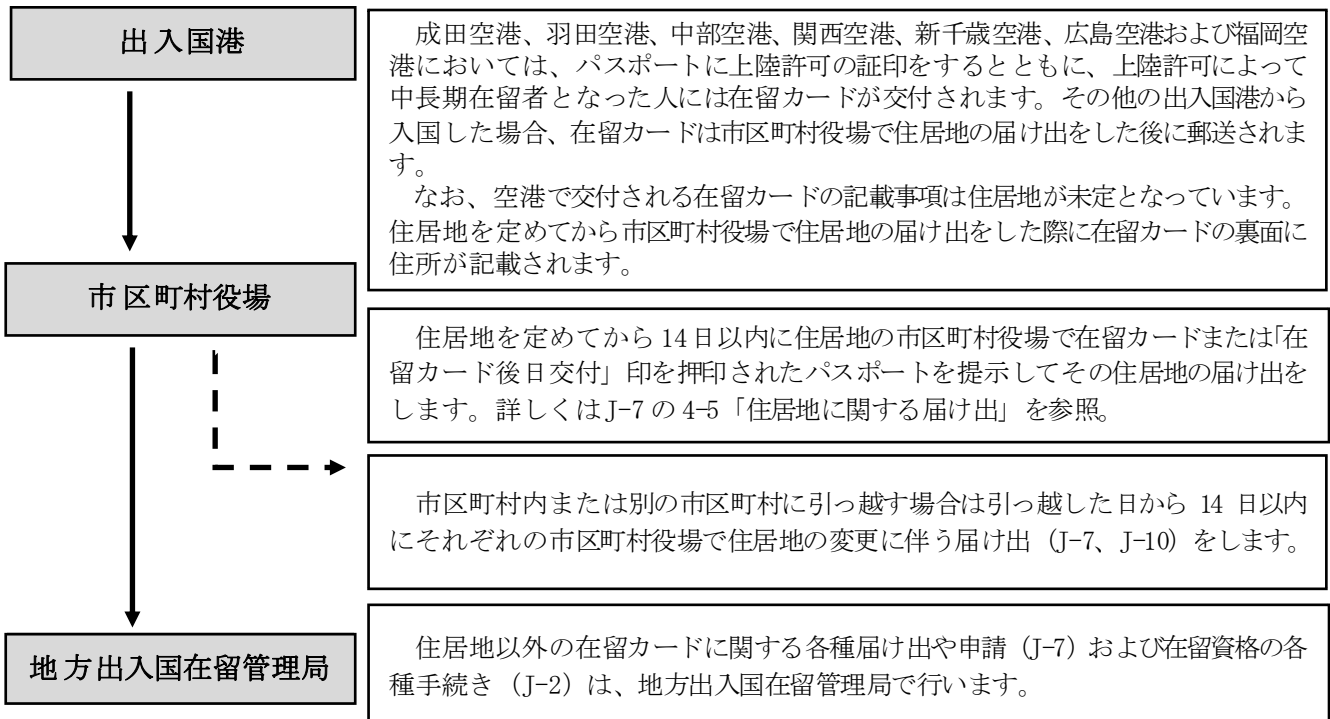 出入国港
成田空港、羽田空港、中部空港、関西空港、新千歳空港、広島空港および福岡空
港においては、パスポートに上陸許可の証印をするとともに、上陸許可によって
中長期在留者となった人には在留カードが交付されます。その他の出入国港から
入国した場合、在留カードは市区町村役場で住居地の届け出をした後に郵送されま
す。
なお、空港で交付される在留カードの記載事項は住居地が未定となっています。
住居地を定めてから市区町村役場で住居地の届け出をした際に在留カードの裏面に
住所が記載されます。
市区町村役場
住居地を定めてから 14 日以内に住居地の市区町村役場で在留カードまたは「在
留カード後日交付」印を押印されたパスポートを提示してその住居地の届け出を
します。詳しくは J-7 の 4-5「住居地に関する届け出」を参照。
市区町村内または別の市区町村に引っ越す場合は引っ越した日から 14 日以内
にそれぞれの市区町村役場で住居地の変更に伴う届け出（J-7、J-10）をします。
地方出入国在留管理局
住居地以外の在留カードに関する各種届け出や申請（J-7）および在留資格の各
種手続き（J-2）は、地方出入国在留管理局で行います。